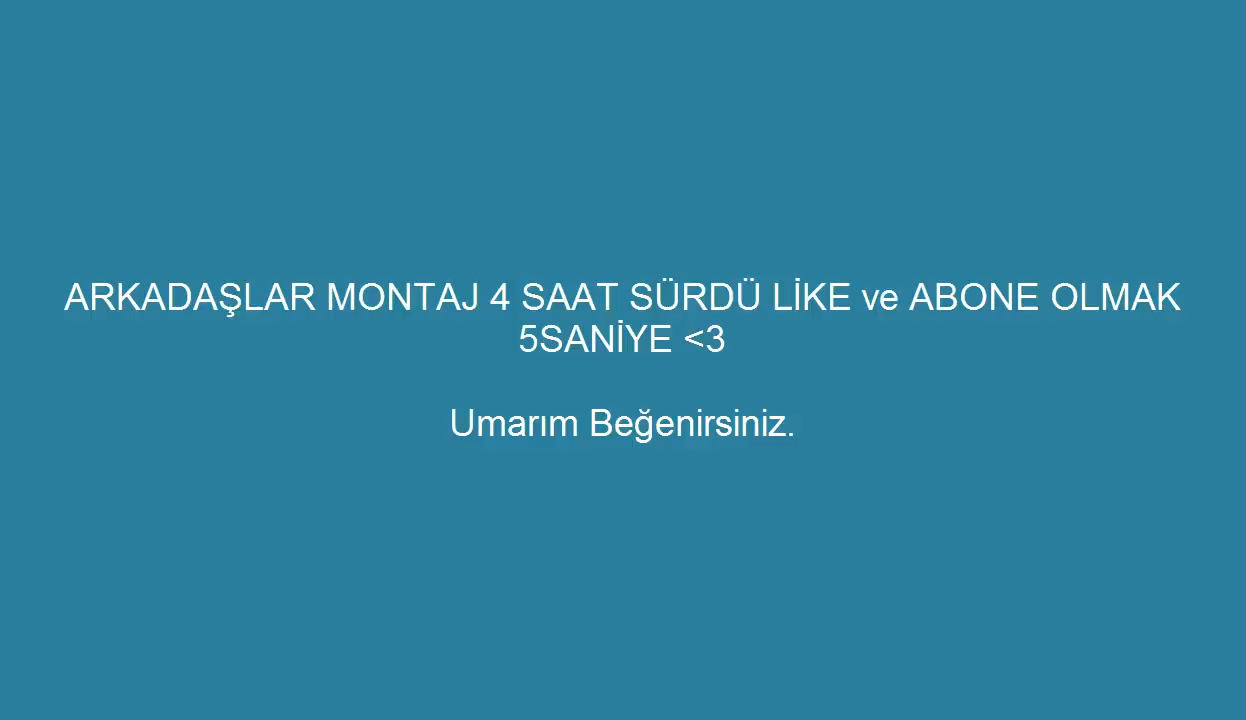 ARKADAŞLAR MONTAJ 4 SAAT SÜRDÜ LİKE ve ABONE OLMAK
5SANİYE <3
Umarım Beğenirsiniz.